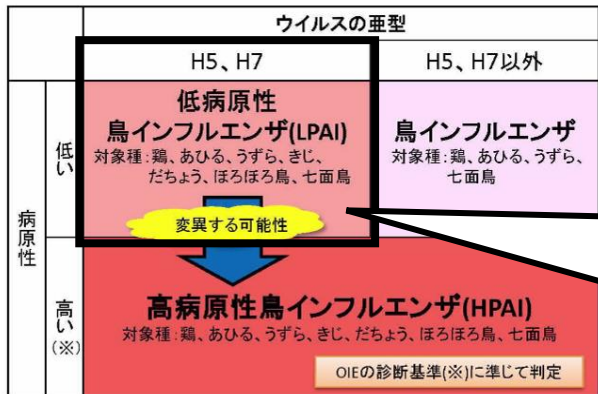 ウイルスの亜型
H5、H7
H5、H7以外
病原性
低い
低病原性
鳥インフルエンザ(LPAI)
対象種:鶏、あひる、うずら、きじ、
だちょう、ほろほろ鳥、七面鳥
鳥インフルエンザ
対象種:鶏、あひる、うずら、
七面鳥
変異する可能性
高い
(※)
高病原性鳥インフルエンザ(HPAI)
対象種:鶏、あひる、うずら、きじ、だちょう、ほろほろ鳥、七面鳥
OIEの診断基準(※)に準じて判定